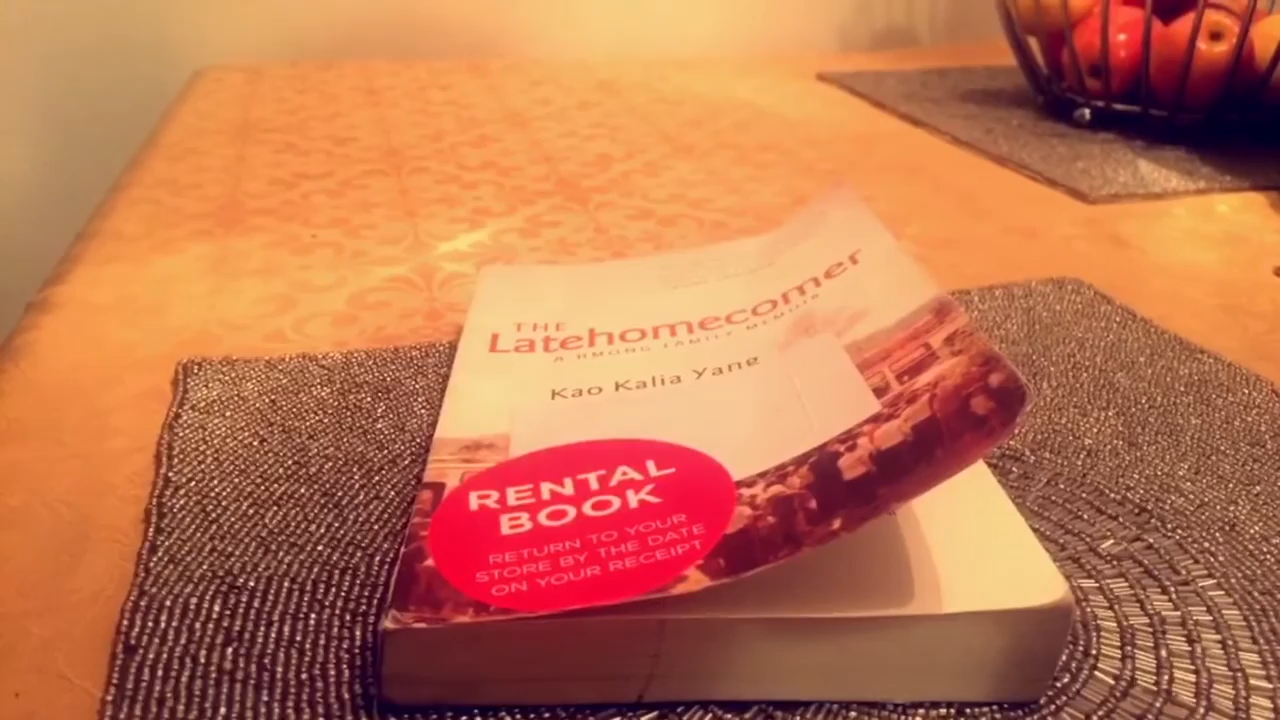 THE
Latehomecomer
A HMONG FAMILY MEMOIR
Kao Kalia Yang
RENTAL
BOOK
RETURN TO YOUR
STORE BY THE DATE
ON YOUR RECEIPT